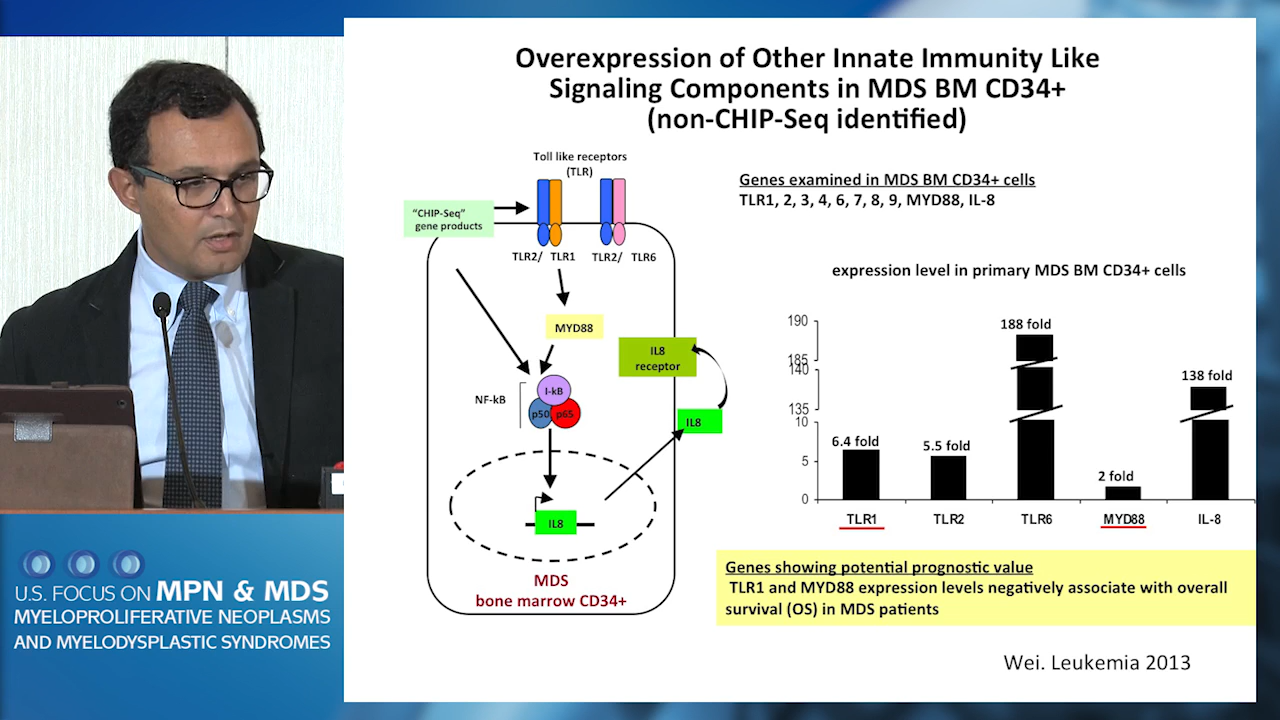 Overexpression of Other Innate Immunity Like
Signaling Components in MDS BM CD34+
(non-CHIP-Seq identified)
Toll like receptors
(TLR)
"CHIP-Seq"
gene products
TLR2/ TLR1
TLR2/ TLR6
MYD88
IL8
receptor
NF-kB
I-kB
p50
p65
IL8
IL8
MDS
bone marrow CD34+
Genes examined in MDS BM CD34+ cells
TLR1, 2, 3, 4, 6, 7, 8, 9, MYD88, IL-8
expression level in primary MDS BM CD34+ cells
190
185
140
135
10
5
0
6.4 fold
5.5 fold
188 fold
2 fold
138 fold
TLR1
TLR2
TLR6
MYD88
IL-8
Genes showing potential prognostic value
TLR1 and MYD88 expression levels negatively associate with overall
survival (OS) in MDS patients
Wei. Leukemia 2013
U.S. FOCUS ON MPN & MDS
MYELOPROLIFERATIVE NEOPLASMS
AND MYELODYSPLASTIC SYNDROMES